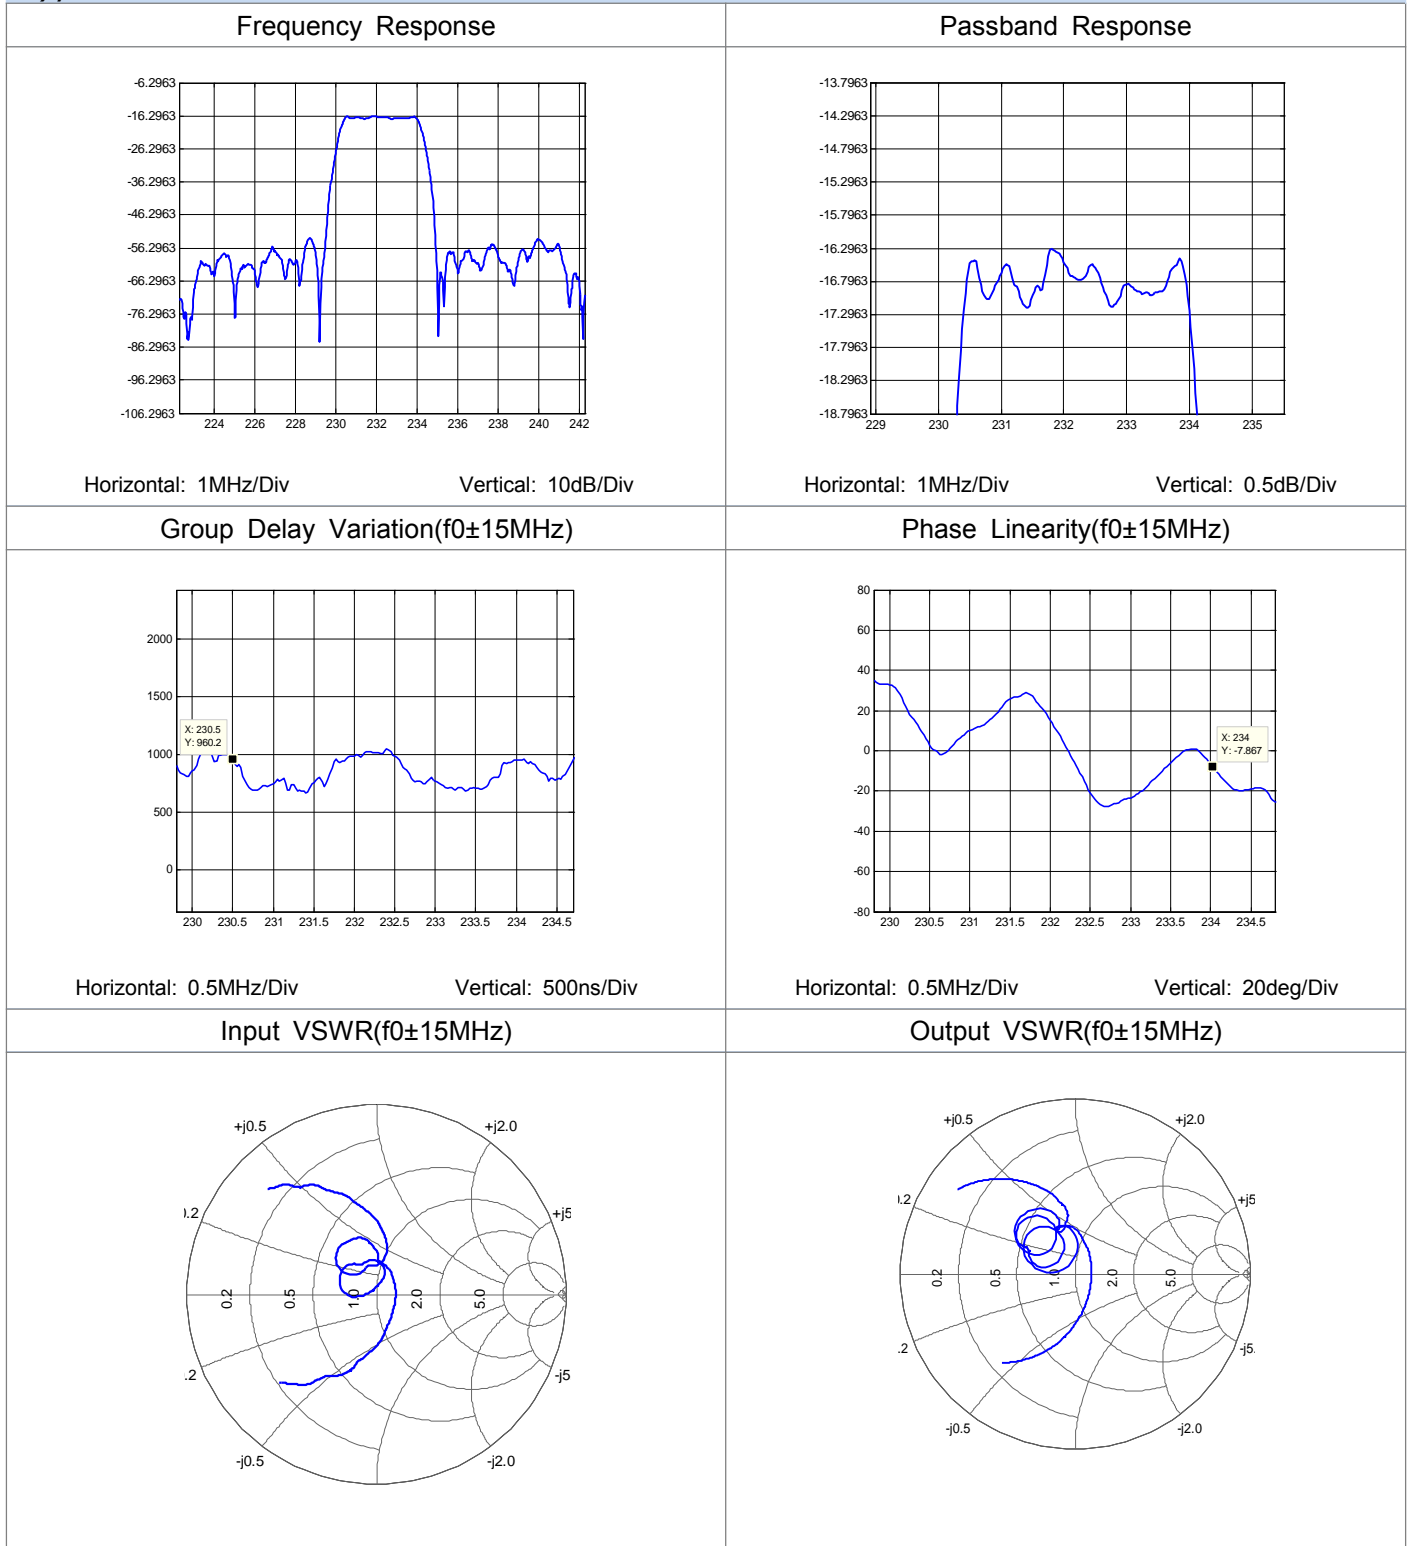 Frequency Response
Passband Response
-6.2963
-16.2963
-26.2963
-36.2963
-46.2963
-56.2963
-66.2963
-76.2963
-86.2963
-96.2963
-106.2963
224 226 228 230 232 234 236 238 240 242
Horizontal: 1MHz/Div Vertical: 10dB/Div
-13.7963
-14.2963
-14.7963
-15.2963
-15.7963
-16.2963
-16.7963
-17.2963
-17.7963
-18.2963
-18.7963
229 230 231 232 233 234 235
Horizontal: 1MHz/Div Vertical: 0.5dB/Div
Group Delay Variation(f0±15MHz)
Phase Linearity(f0±15MHz)
2000
1500
1000
500
0
X: 230.5
Y: 960.2
230 230.5 231 231.5 232 232.5 233 233.5 234 234.5
Horizontal: 0.5MHz/Div Vertical: 500ns/Div
80
60
40
20
0
-20
-40
-60
-80
X: 234
Y: -7.867
230 230.5 231 231.5 232 232.5 233 233.5 234 234.5
Horizontal: 0.5MHz/Div Vertical: 20deg/Div
Input VSWR(f0±15MHz)
Output VSWR(f0±15MHz)
+j0.5 +j2.0
).2 +j5
0.2 0.5 1.0 2.0 5.0
.2 -j5
-j0.5 -j2.0
+j0.5 +j2.0
).2 +j5
0.2 0.5 1.0 2.0 5.0
.2 -j5.
-j0.5 -j2.0